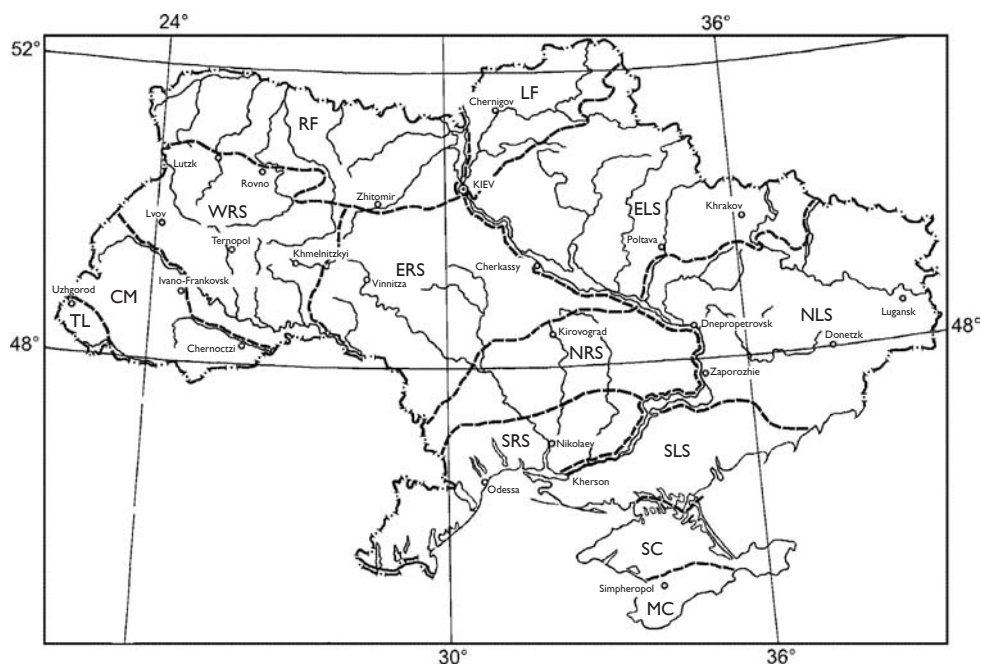 24°
36°
52°
LF
Chernigov
RF
Lutzk
Rovno
KIEV
Zhitomir
WRS
ELS
Khrakov
Lvov
Ternopol
Poltava
Khmelnitzkyi
ERS
Cherkassy
Vinnitza
Ivano-Frankovsk
Uzhgorod
CM
TL
NLS
Lugansk
Dnepropetrovsk
Kirovograd
Donetzk
48°
48°
Chernoctzi
NRS
Zaporozhie
Nikolaey
SRS
SLS
Kherson
Odessa
SC
Simpheropol
MC
30°
36°